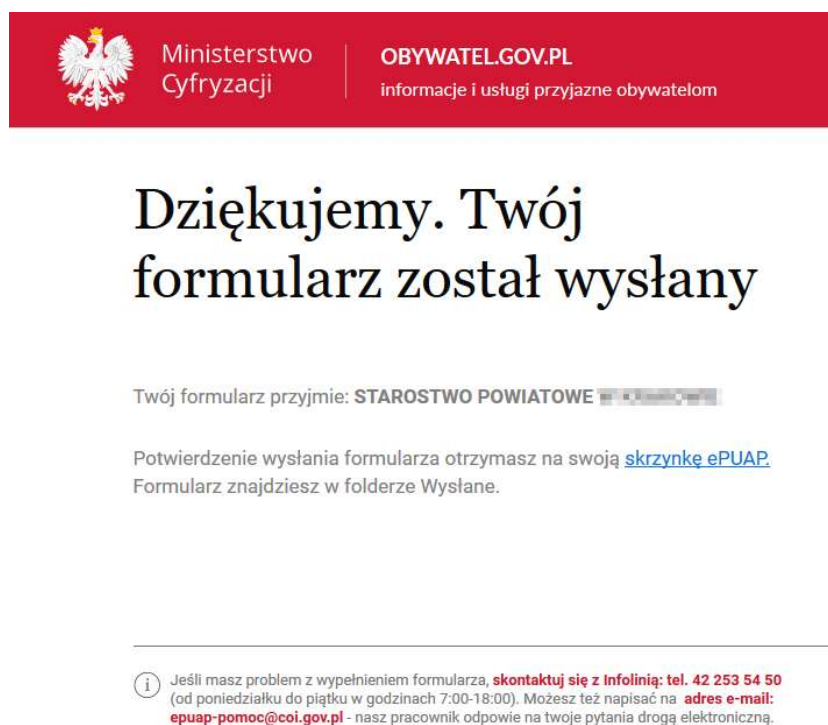 Ministerstwo
Cyfryzacji
OBYWATEL.GOV.PL
informacje i usługi przyjazne obywatelom
Dziękujemy. Twój
formularz został wysłany
Twój formularz przyjmie: STAROSTWO POWIATOWE
Potwierdzenie wysłania formularza otrzymasz na swoją skrzynkę ePUAP.
Formularz znajdziesz w folderze Wysłane.
Jeśli masz problem z wypełnieniem formularza, skontaktuj się z Infolinią: tel. 42 253 54 50
(od poniedziałku do piątku w godzinach 7:00-18:00). Możesz też napisać na adres e-mail:
epuap-pomoc@coi.gov.pl - nasz pracownik odpowie na twoje pytania drogą elektroniczną.